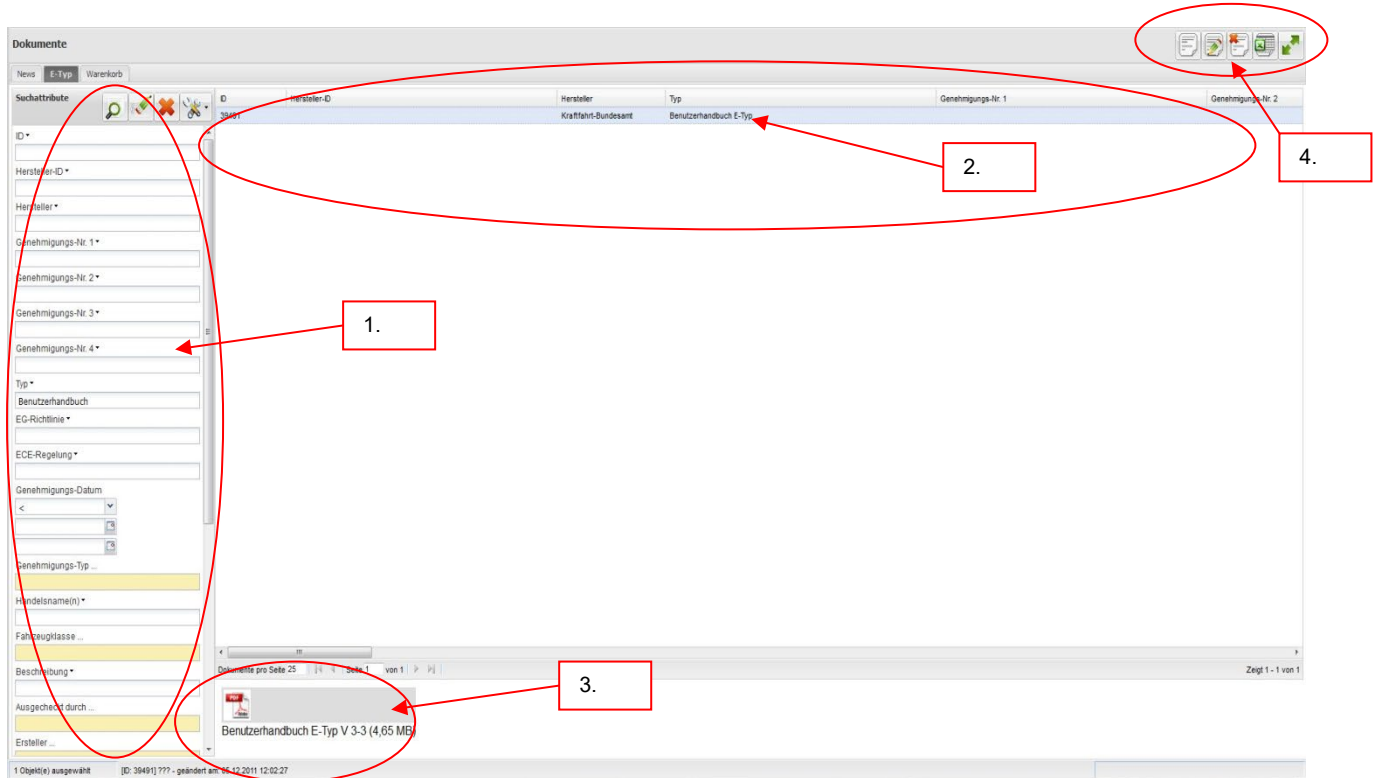 Dokumente
News E-Typ Warenkorb
Suchattribute
ID Hersteller-ID Hersteller Typ Genehmigungs-Nr. 1 Genehmigungs-Nr. 2
39491 Kraftfahrt-Bundesamt Benutzerhandbuch E-Typ
ID
Hersteller-ID
Hersteller
Genehmigungs-Nr. 1
Genehmigungs-Nr. 2
Genehmigungs-Nr. 3
Genehmigungs-Nr. 4
Typ
Benutzerhandbuch
EG-Richtlinie
ECE-Regelung
Genehmigungs-Datum
<
Genehmigungs-Typ ...
Handelsname(n)
Fahrzeugklasse ...
Beschreibung
Ausgecheckt durch ...
Ersteller ...
1.
2.
3.
4.
Dokumente pro Seite 25 Seite 1 von 1 Zeigt 1 - 1 von 1
PDF
Benutzerhandbuch E-Typ V 3-3 (4,65 MB)
1 Objekt(e) ausgewählt [ID: 39491] ??? - geändert am: 05.12.2011 12:02:27